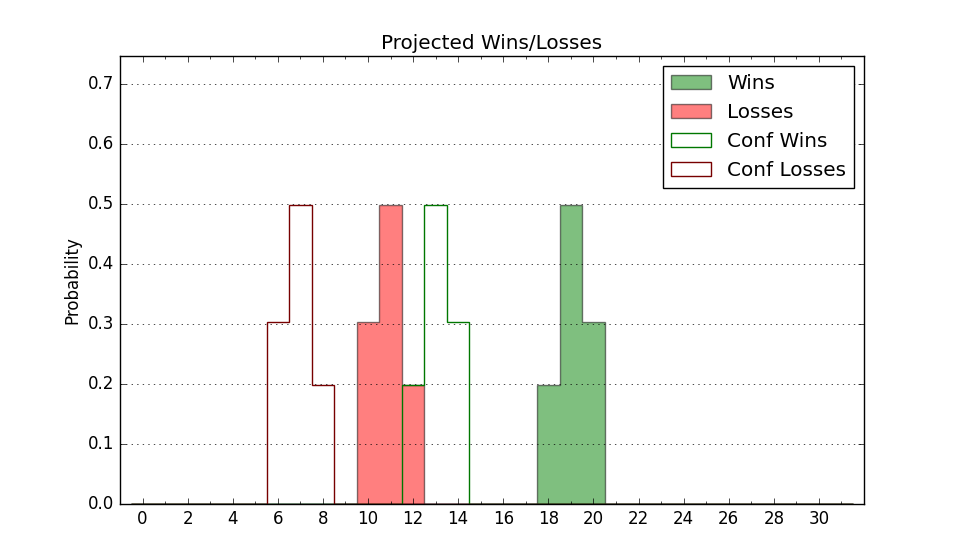 Projected Wins/Losses
Wins
Losses
Conf Wins
Conf Losses
Probability
0.7
0.6
0.5
0.4
0.3
0.2
0.1
0.0
0 2 4 6 8 10 12 14 16 18 20 22 24 26 28 30